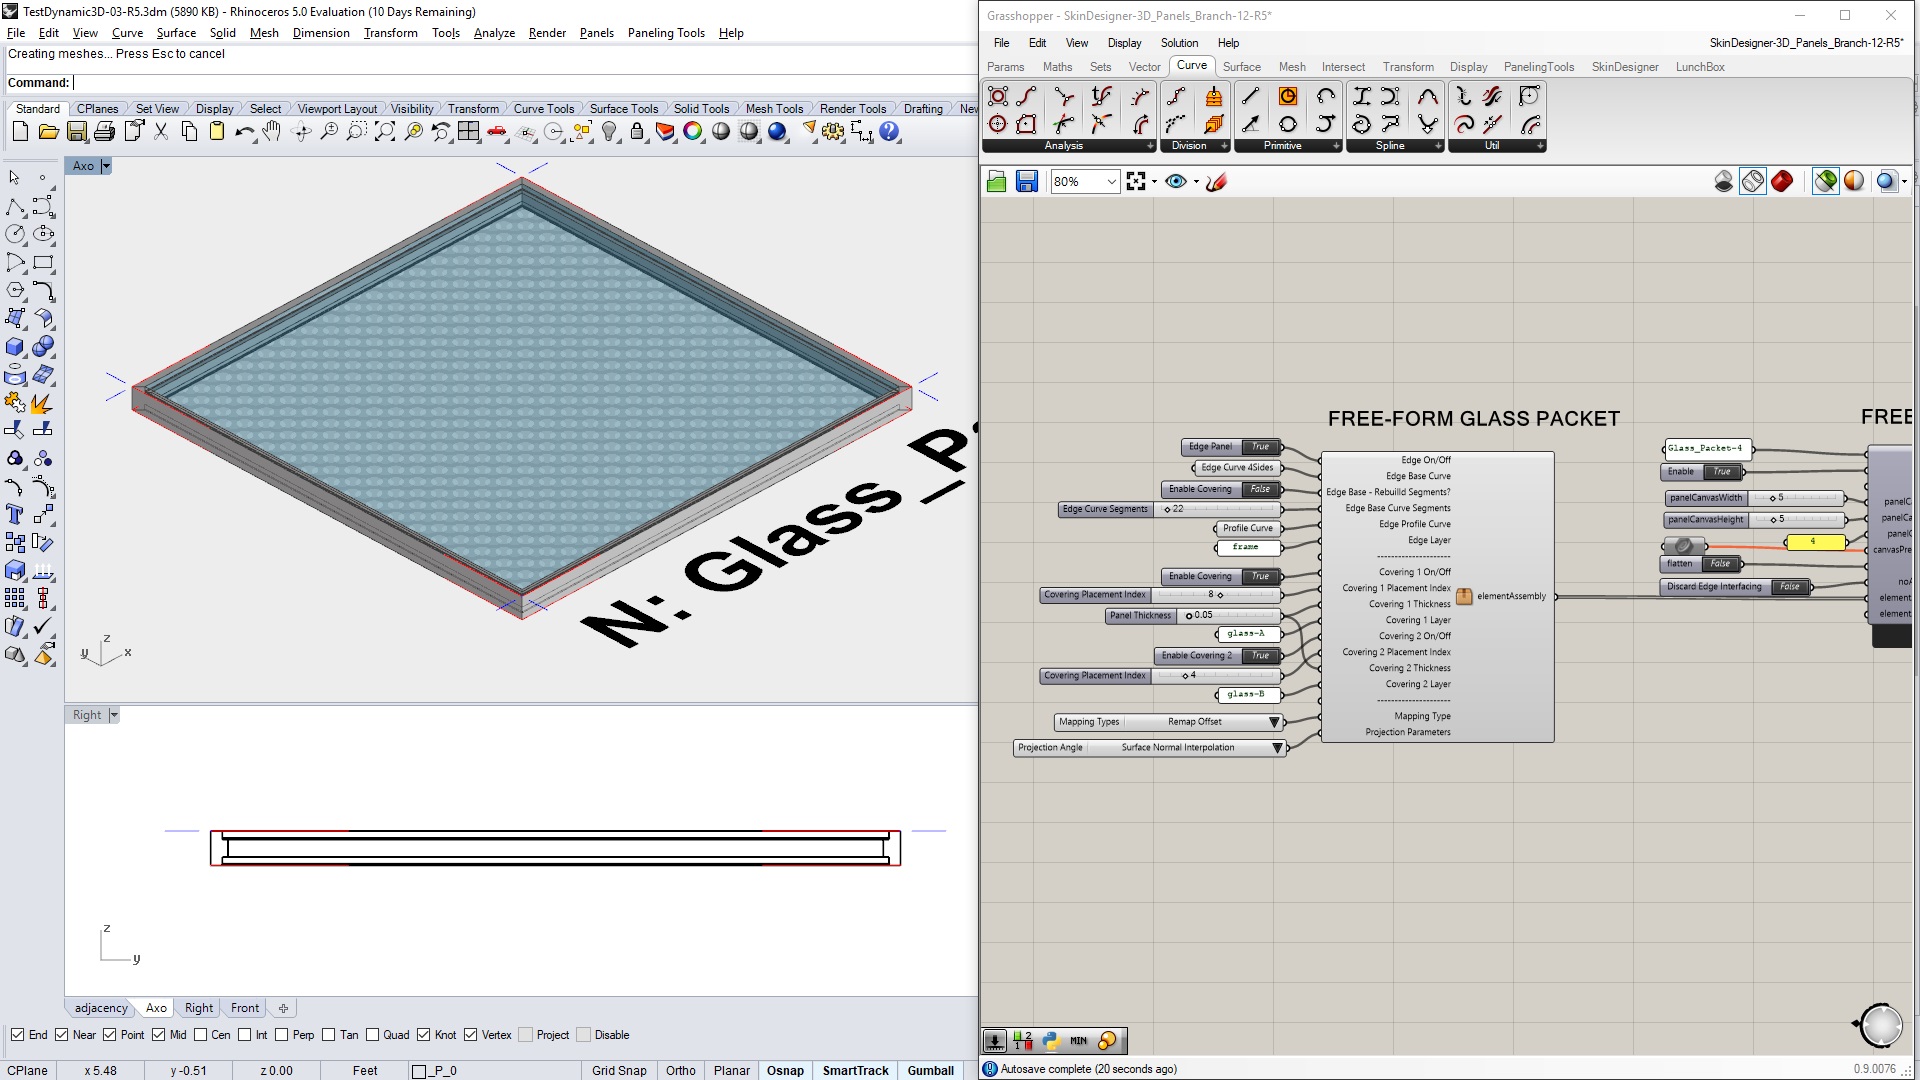 TestDynamic3D-03-R5.3dm (5890 KB) - Rhinoceros 5.0 Evaluation (10 Days Remaining)
File Edit View Curve Surface Solid Mesh Dimension Transform Tools Analyze Render Panels Paneling Tools Help
Creating meshes... Press Esc to cancel
Command:
Standard CPlanes Set View Display Select Viewport Layout Visibility Transform Curve Tools Surface Tools Solid Tools Mesh Tools Render Tools Drafting
Axo
N: Glass_P
z
y x
Right
z
y
adjacency Axo Right Front
End Near Point Mid Cen Int Perp Tan Quad Knot Vertex Project Disable
CPlane x 5.48 y -0.51 z 0.00 Feet _P_0 Grid Snap Ortho Planar Osnap SmartTrack Gumball
Grasshopper - SkinDesigner-3D_Panels_Branch-12-R5*
File Edit View Display Solution Help SkinDesigner-3D_Panels_Branch-12-R5*
Params Maths Sets Vector Curve Surface Mesh Intersect Transform Display PanelingTools SkinDesigner LunchBox
Analysis Division Primitive Spline Util
80%
FREE-FORM GLASS PACKET
FREE
Edge Panel True
Edge Curve 4Sides
Enable Covering False
Edge Curve Segments 22
Profile Curve
frame
Enable Covering True
Covering Placement Index 8
Panel Thickness 0.05
glass-A
Enable Covering 2 True
Covering Placement Index 4
glass-B
Mapping Types Remap Offset
Projection Angle Surface Normal Interpolation
Edge On/Off
Edge Base Curve
Edge Base - Rebuilld Segments?
Edge Base Curve Segments
Edge Profile Curve
Edge Layer
----------------------
Covering 1 On/Off
Covering 1 Placement Index
Covering 1 Thickness
Covering 1 Layer
Covering 2 On/Off
Covering 2 Placement Index
Covering 2 Thickness
Covering 2 Layer
----------------------
Mapping Type
Projection Parameters
elementAssembly
Glass_Packet-4
Enable True
panelCanvasWidth 5
panelCanvasHeight 5
4
flatten False
Discard Edge Interfacing False
panelC
panelCa
panelC
canvasPre
noA
element
element
MIN
Autosave complete (20 seconds ago)
0.9.0076